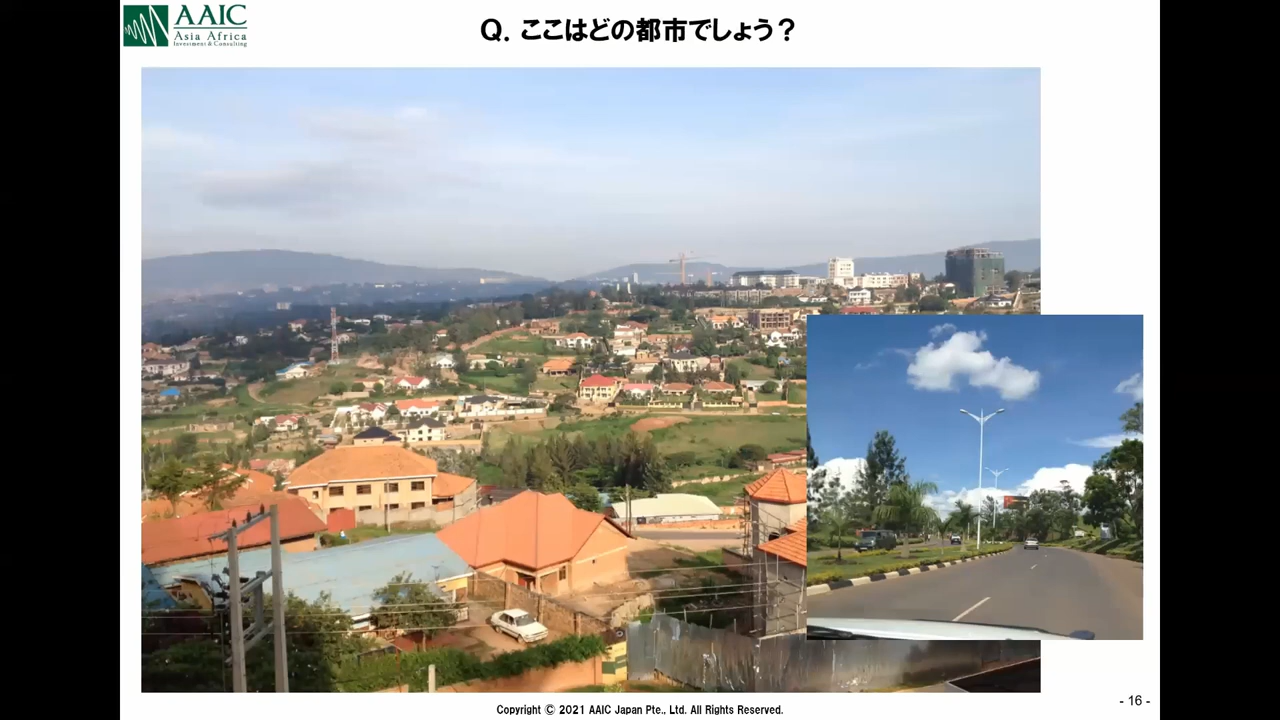 AAIC
Asia Africa
Investment & Consulting
Q. ここはどの都市でしょう？
Copyright © 2021 AAIC Japan Pte., Ltd. All Rights Reserved.
- 16 -